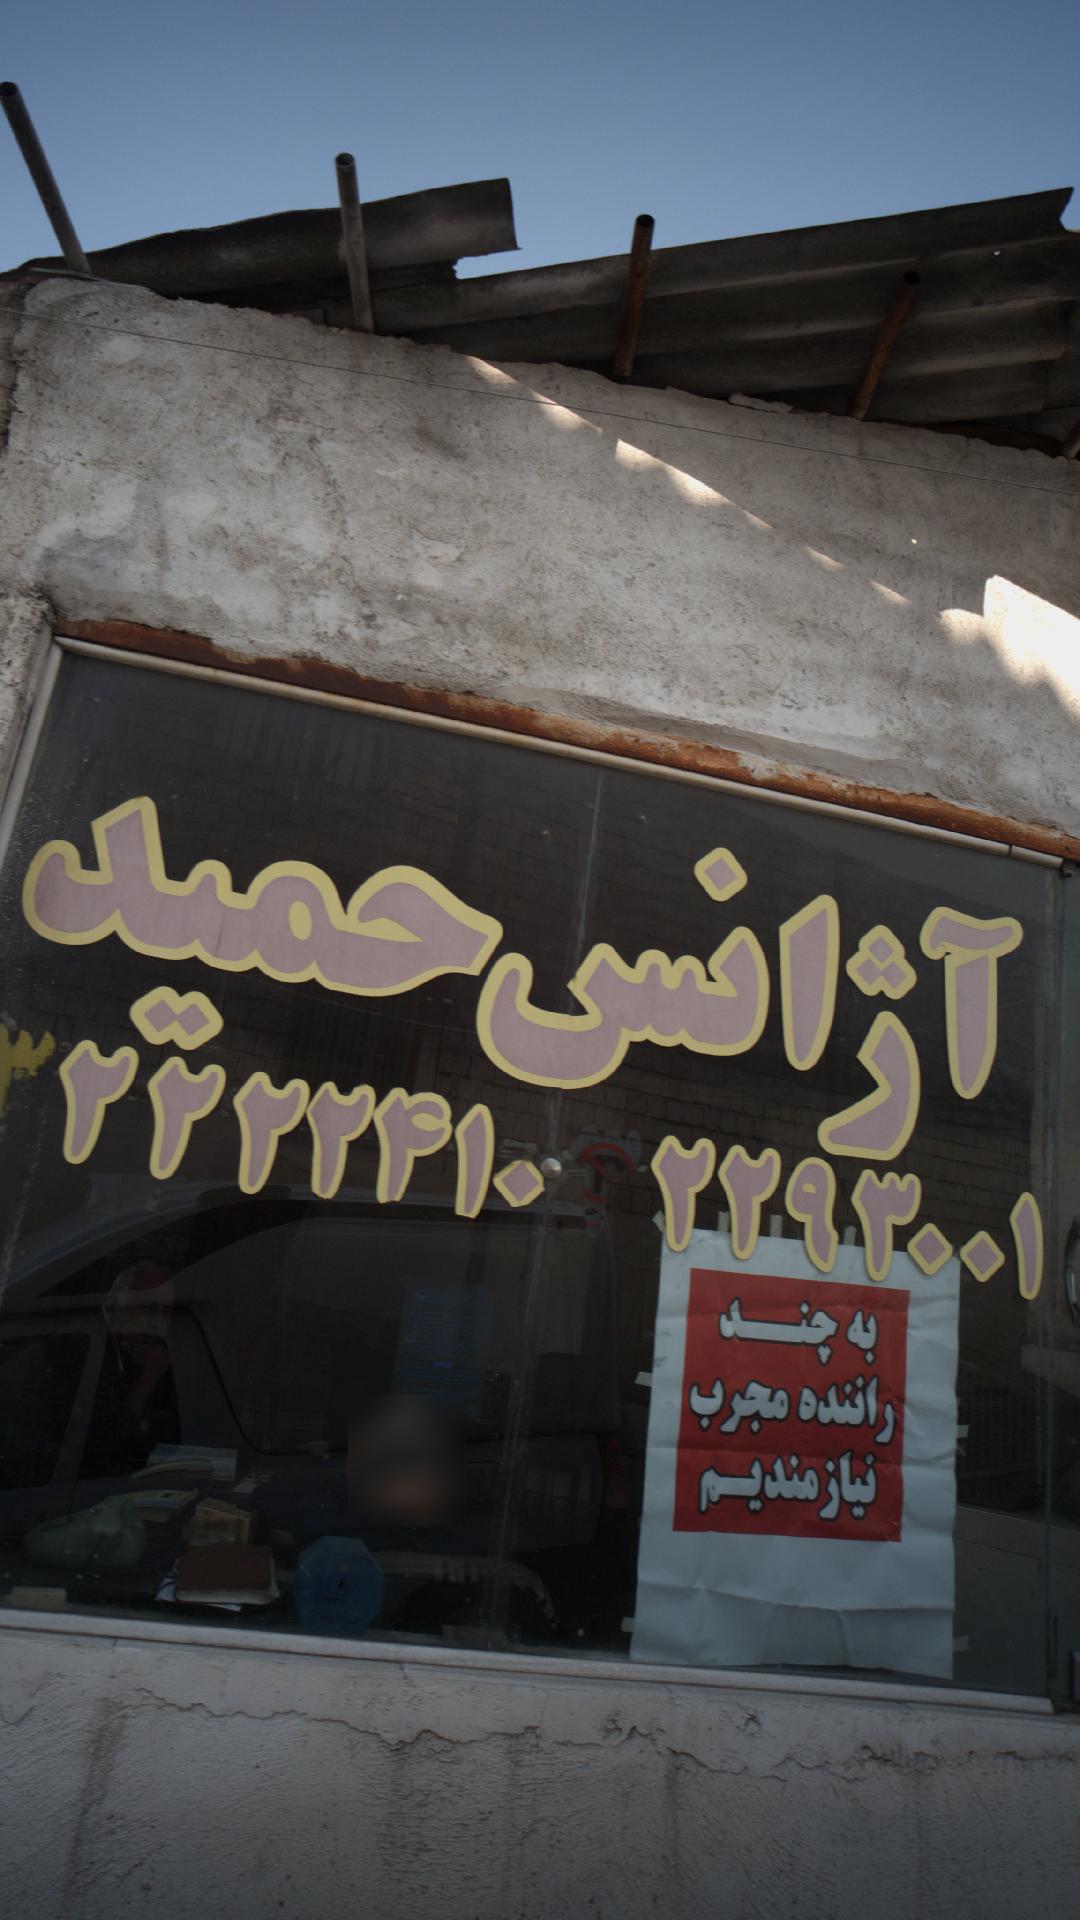 آژانس حمید
۲۲۹۳۰۰۱ ۲۲۲۲۴۱۰
به چند
راننده مجرب
نیازمندیم